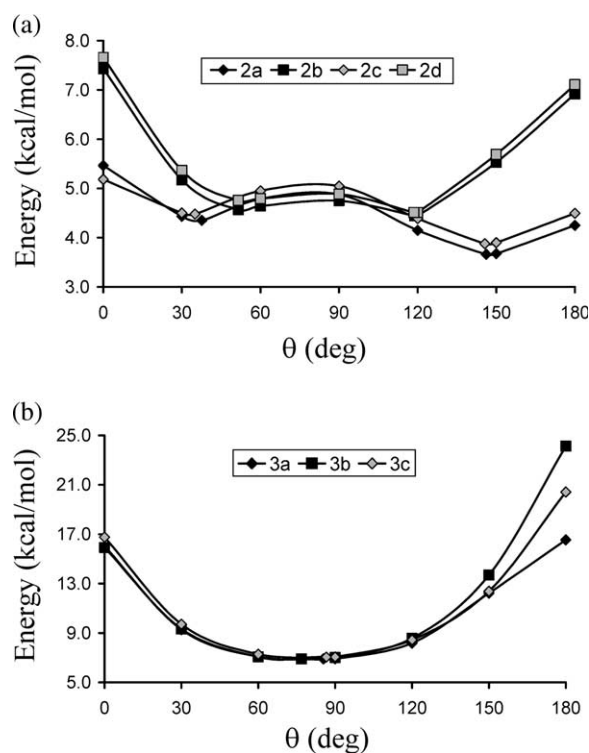 (a)
8.0
2a 2b 2c 2d
7.0
6.0
5.0
4.0
3.0
Energy (kcal/mol)
0 30 60 90 120 150 180
θ (deg)
(b)
25.0
3a 3b 3c
21.0
17.0
13.0
9.0
5.0
Energy (kcal/mol)
0 30 60 90 120 150 180
θ (deg)